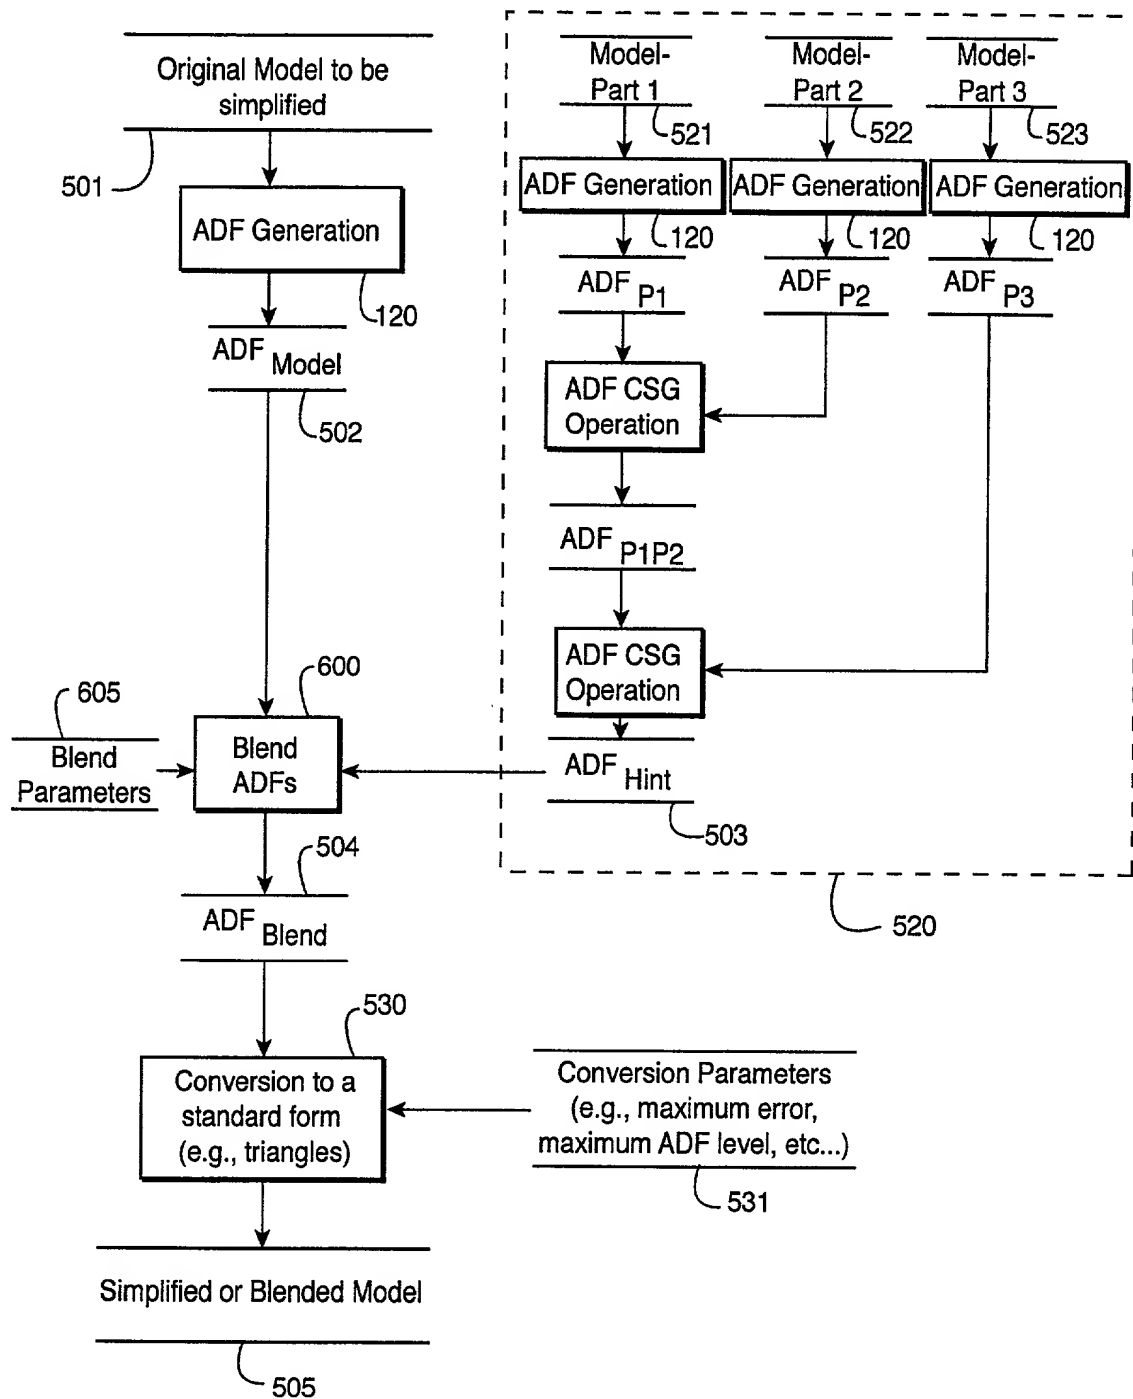 Original Model to be
simplified
501
ADF Generation
120
ADF Model
502
Model-
Part 1
521
ADF Generation
120
ADF P1
Model-
Part 2
522
ADF Generation
120
ADF P2
Model-
Part 3
523
ADF Generation
120
ADF P3
ADF CSG
Operation
ADF P1P2
ADF CSG
Operation
ADF Hint
503
520
605
Blend
Parameters
600
Blend
ADFs
504
ADF Blend
530
Conversion to a
standard form
(e.g., triangles)
Conversion Parameters
(e.g., maximum error,
maximum ADF level, etc...)
531
Simplified or Blended Model
505